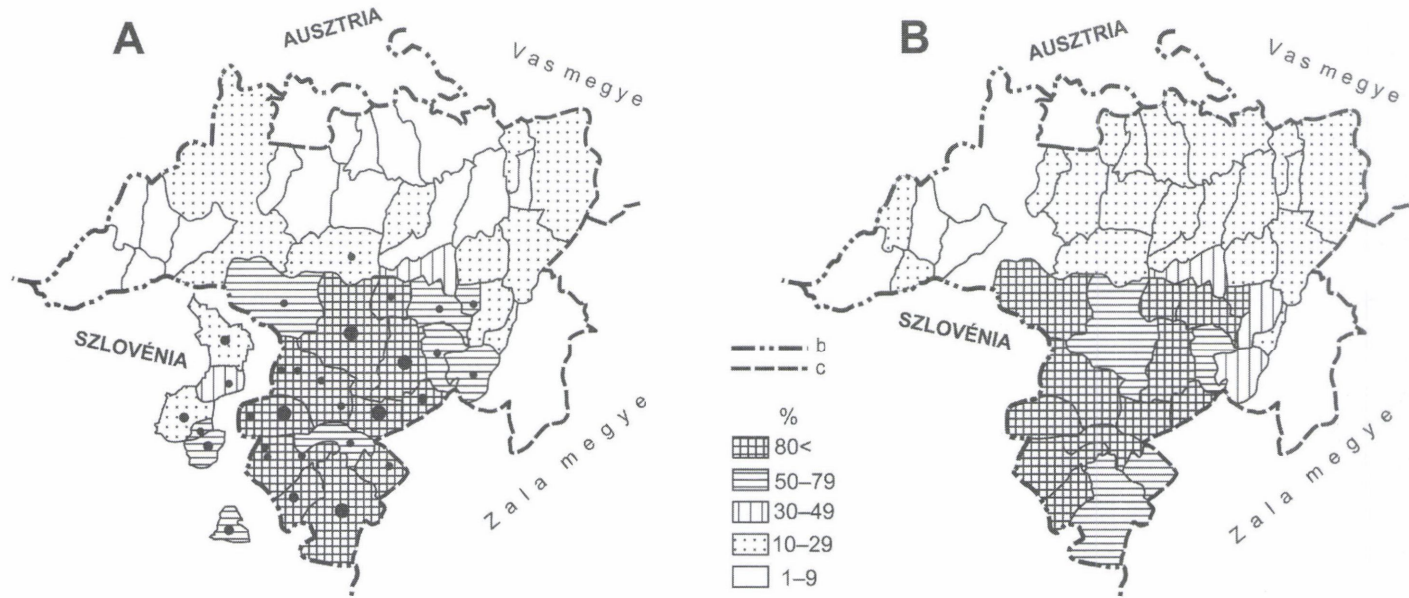 A
AUSZTRIA
Vas megye
SZLOVÉNIA
Zala megye
b
c
%
80<
50–79
30–49
10–29
1–9
B
AUSZTRIA
Vas megye
SZLOVÉNIA
Zala megye